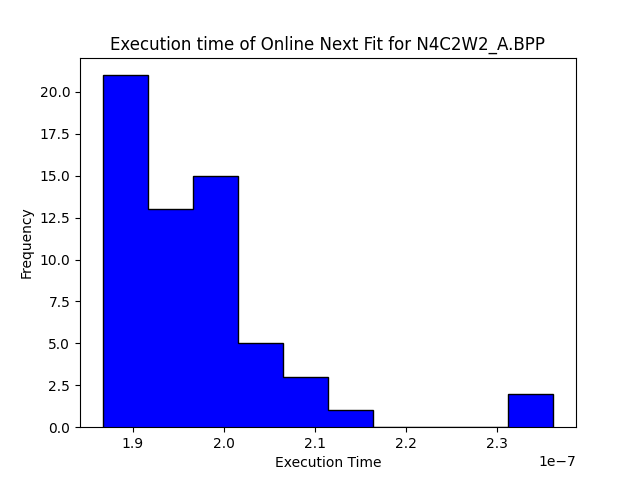 Execution time of Online Next Fit for N4C2W2_A.BPP
20.0
17.5
15.0
12.5
10.0
7.5
5.0
2.5
0.0
Frequency
1.9 2.0 2.1 2.2 2.3
1e−7
Execution Time